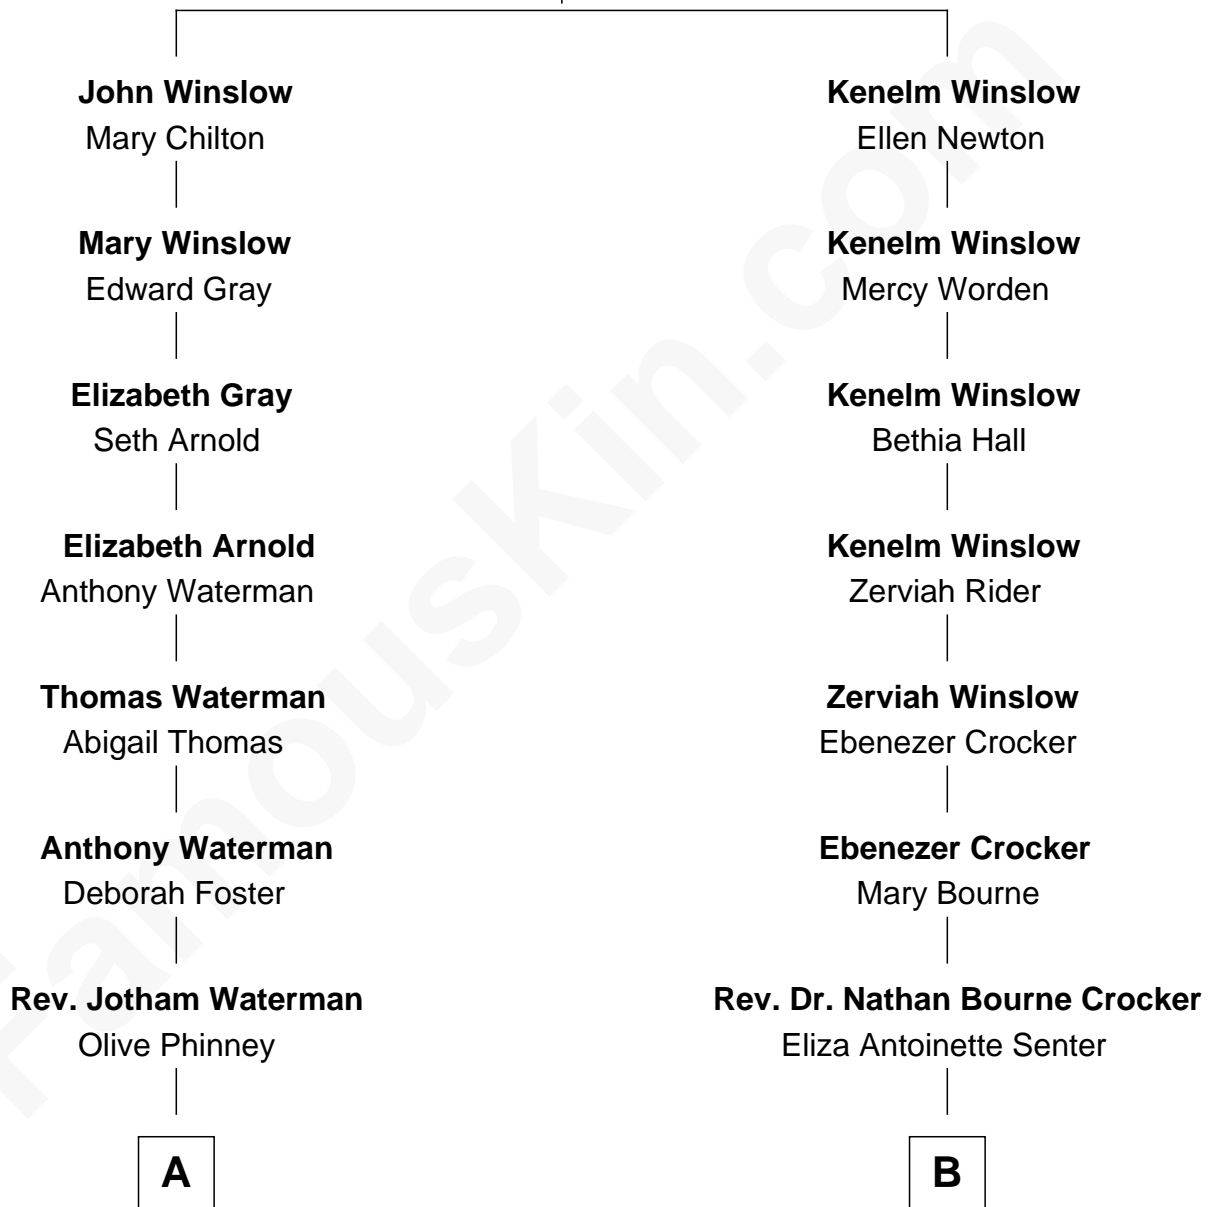 John Winslow
Mary Chilton
Mary Winslow
Edward Gray
Elizabeth Gray
Seth Arnold
Elizabeth Arnold
Anthony Waterman
Thomas Waterman
Abigail Thomas
Anthony Waterman
Deborah Foster
Rev. Jotham Waterman
Olive Phinney
A
Kenelm Winslow
Ellen Newton
Kenelm Winslow
Mercy Worden
Kenelm Winslow
Bethia Hall
Kenelm Winslow
Zerviah Rider
Zerviah Winslow
Ebenezer Crocker
Ebenezer Crocker
Mary Bourne
Rev. Dr. Nathan Bourne Crocker
Eliza Antoinette Senter
B
FamousKin.com